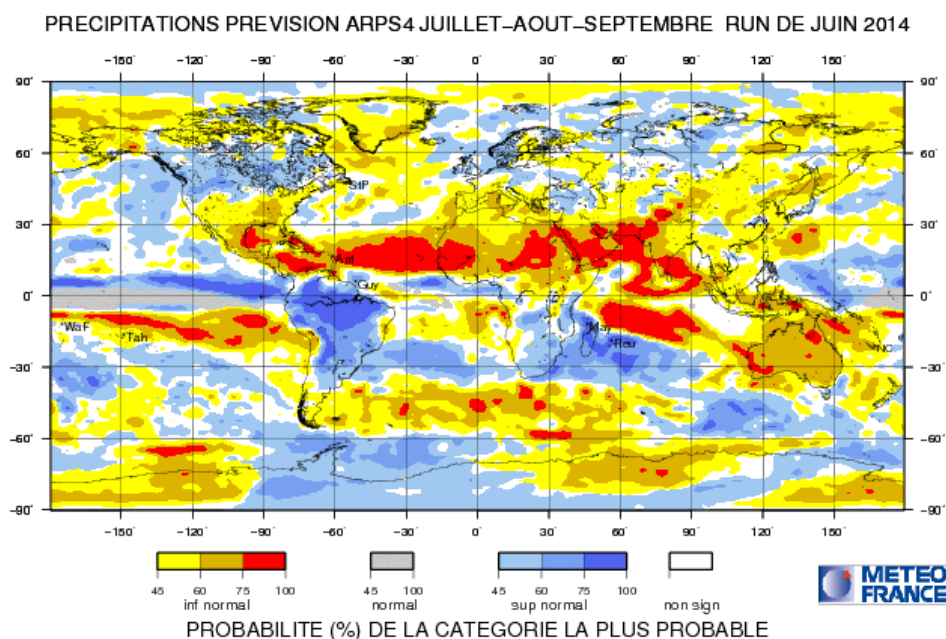 PRECIPITATIONS PREVISION ARPS4 JUILLET-AOUT-SEPTEMBRE RUN DE JUIN 2014
-150° -120° -90° -60° -30° 0° 30° 60° 90° 120° 150°
90° 90°
60° 60°
StP
30° 30°
Ant
Guy
0° 0°
WaF May
Tah Reu NC
-30° -30°
-60° -60°
-90° -90°
-150° -120° -90° -60° -30° 0° 30° 60° 90° 120° 150°
45 60 75 100 45 100 45 60 75 100
inf normal normal sup normal non sign
METEO
FRANCE
PROBABILITE (%) DE LA CATEGORIE LA PLUS PROBABLE